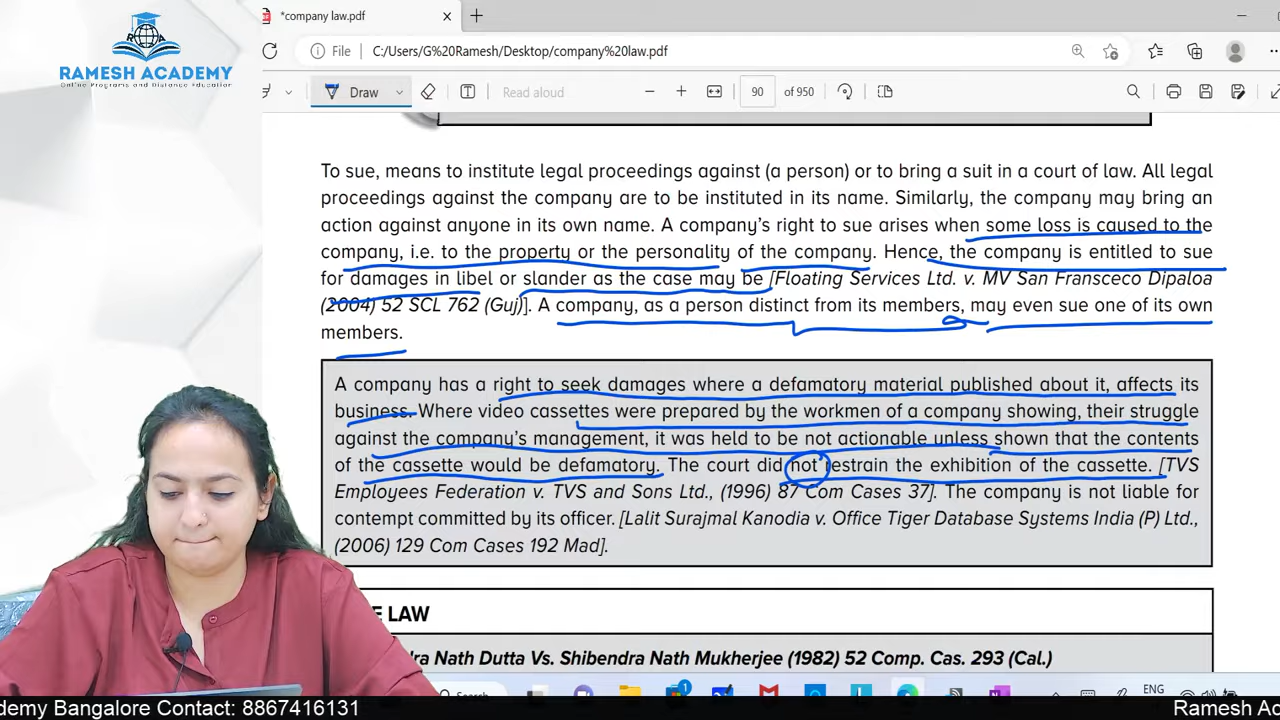 *company law.pdf
RAMESH ACADEMY
Online Programs and Distance Education
File
C:/Users/G%20Ramesh/Desktop/company%20law.pdf
Draw
Read aloud
90
of 950
To sue, means to institute legal proceedings against (a person) or to bring a suit in a court of law. All legal
proceedings against the company are to be instituted in its name. Similarly, the company may bring an
action against anyone in its own name. A company's right to sue arises when some loss is caused to the
company, i.e. to the property or the personality of the company. Hence, the company is entitled to sue
for damages in libel or slander as the case may be [Floating Services Ltd. v. MV San Fransceco Dipaloa
(2004) 52 SCL 762 (Guj)]. A company, as a person distinct from its members, may even sue one of its own
members.
A company has a right to seek damages where a defamatory material published about it, affects its
business. Where video cassettes were prepared by the workmen of a company showing, their struggle
against the company's management, it was held to be not actionable unless shown that the contents
of the cassette would be defamatory. The court did not restrain the exhibition of the cassette. [TVS
Employees Federation v. TVS and Sons Ltd., (1996) 87 Com Cases 37]. The company is not liable for
contempt committed by its officer. [Lalit Surajmal Kanodia v. Office Tiger Database Systems India (P) Ltd.,
(2006) 129 Com Cases 192 Mad].
LAW
Nath Dutta Vs. Shibendra Nath Mukherjee (1982) 52 Comp. Cas. 293 (Cal.)
ENG
Bangalore Contact: 8867416131
Ramesh